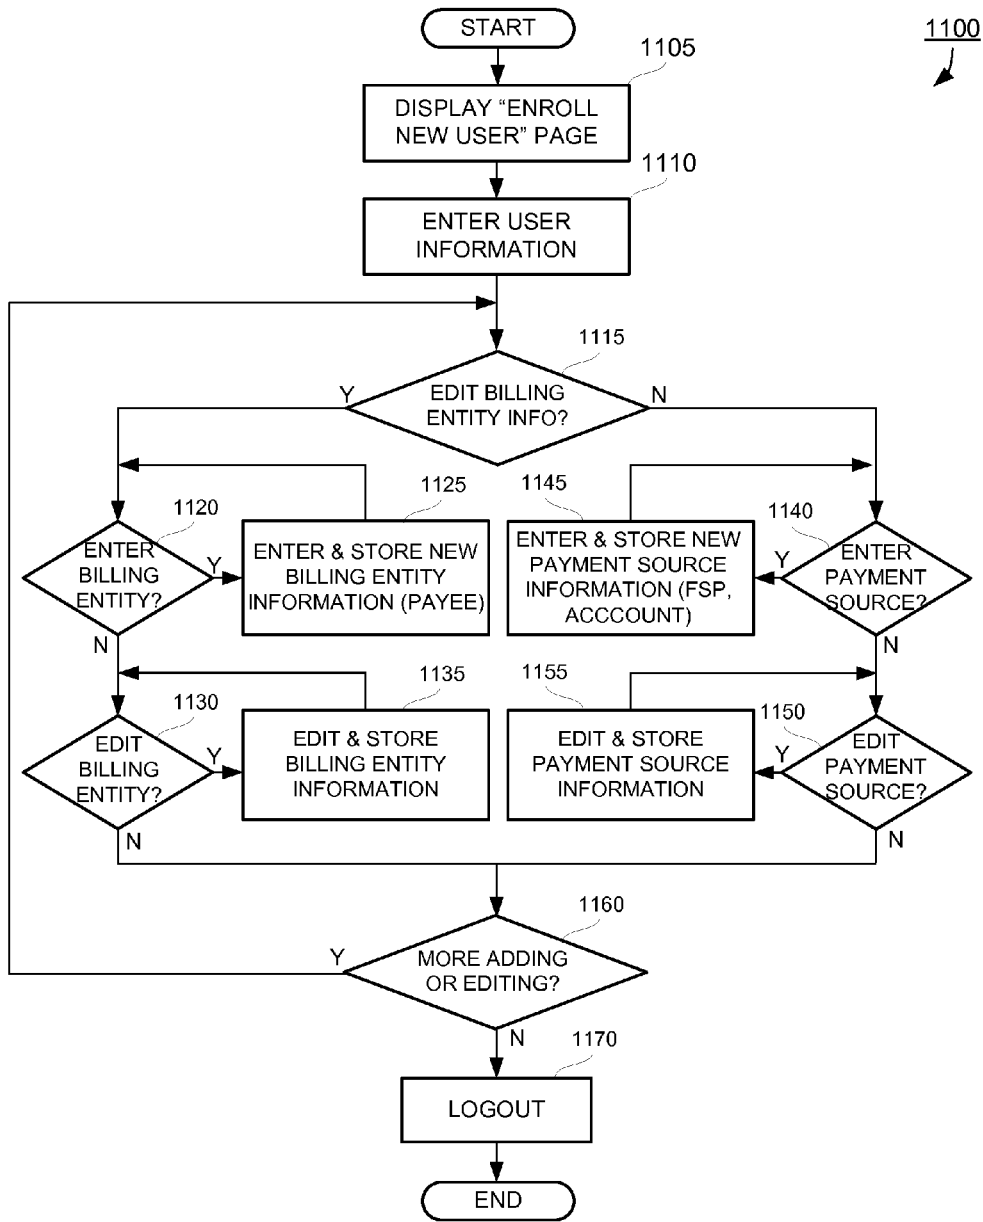 START
1100
1105
DISPLAY “ENROLL
NEW USER” PAGE
1110
ENTER USER
INFORMATION
1115
Y
EDIT BILLING
ENTITY INFO?
N
1120
ENTER
BILLING
ENTITY?
Y
N
1125
ENTER & STORE NEW
BILLING ENTITY
INFORMATION (PAYEE)
1145
ENTER & STORE NEW
PAYMENT SOURCE
INFORMATION (FSP,
ACCCOUNT)
1140
Y
ENTER
PAYMENT
SOURCE?
N
1130
EDIT
BILLING
ENTITY?
Y
N
1135
EDIT & STORE
BILLING ENTITY
INFORMATION
1155
EDIT & STORE
PAYMENT SOURCE
INFORMATION
1150
Y
EDIT
PAYMENT
SOURCE?
N
1160
Y
MORE ADDING
OR EDITING?
N
1170
LOGOUT
END